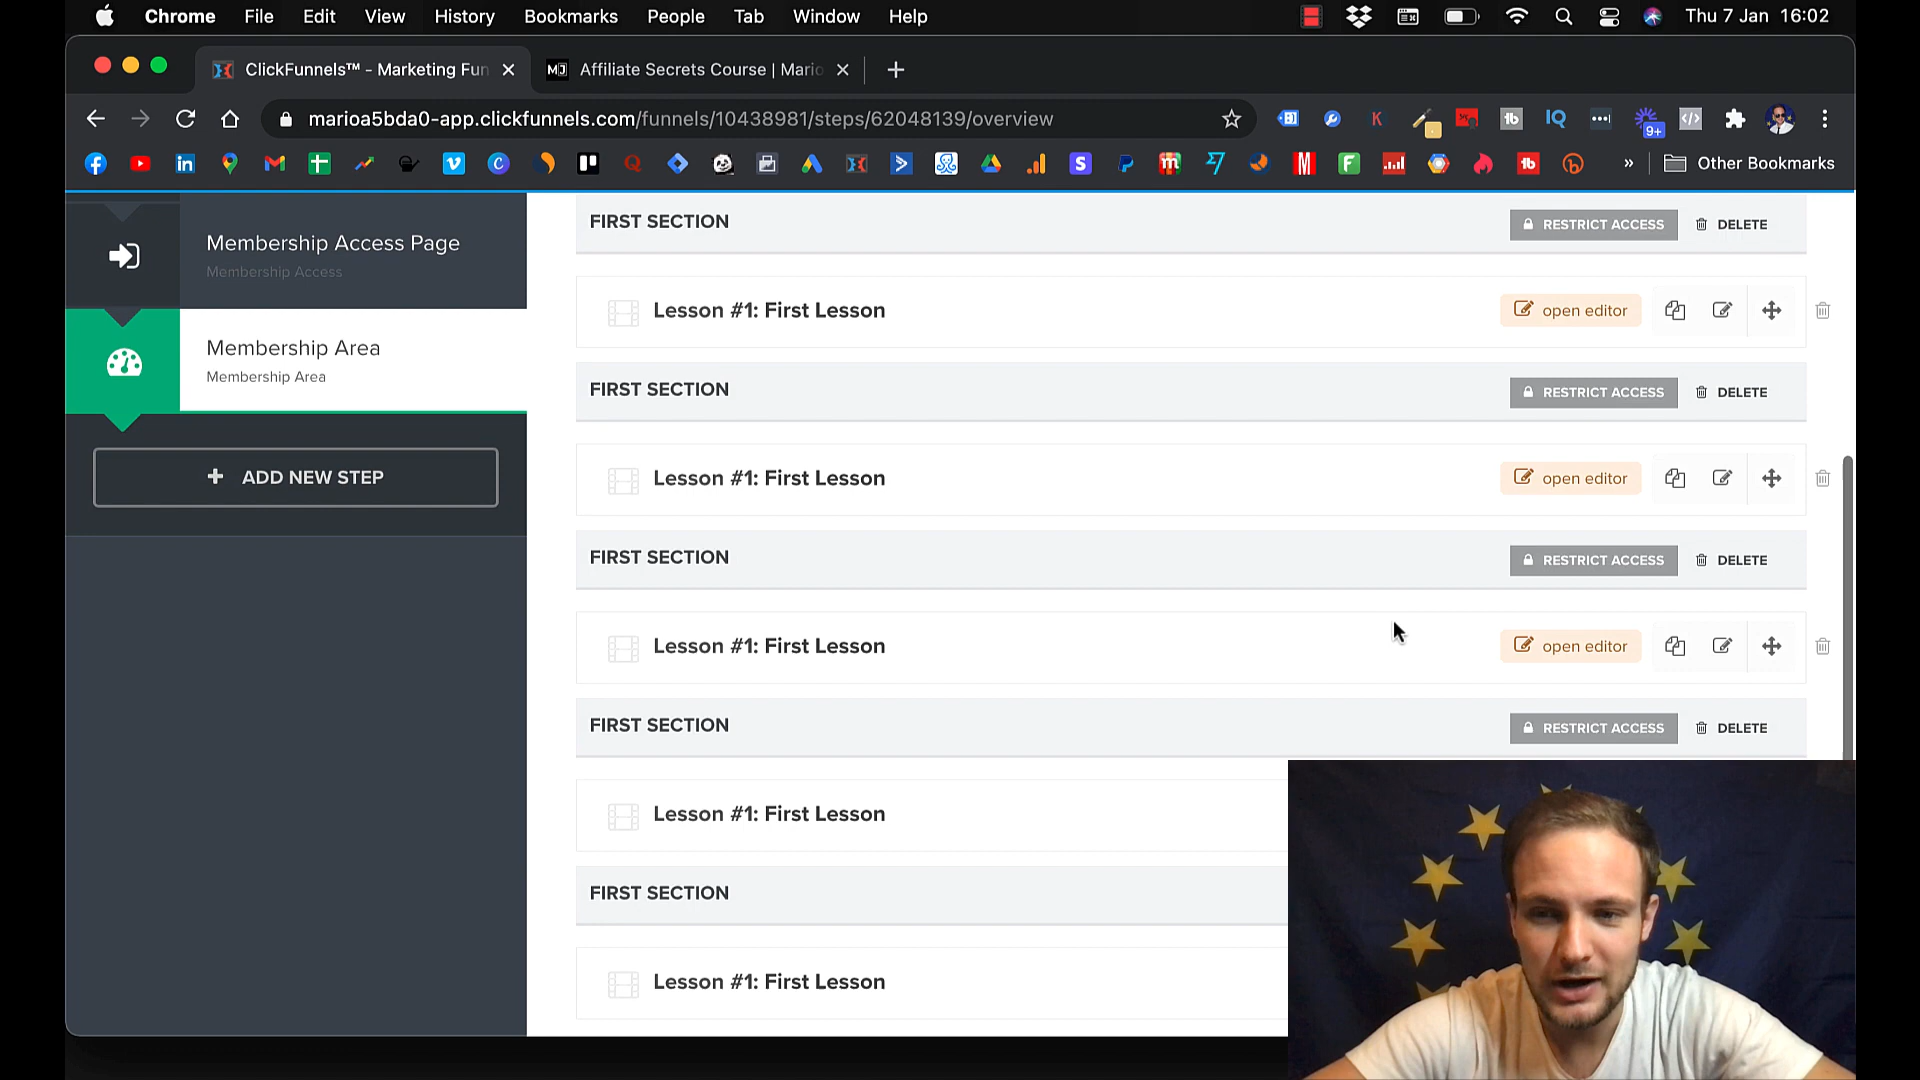 Chrome File Edit View History Bookmarks People Tab Window Help Thu 7 Jan 16:02
ClickFunnels™ - Marketing Fun
Affiliate Secrets Course | Mario
marioa5bda0-app.clickfunnels.com/funnels/10438981/steps/62048139/overview
9+
Other Bookmarks
Membership Access Page
Membership Access
Membership Area
Membership Area
+ ADD NEW STEP
FIRST SECTION RESTRICT ACCESS DELETE
Lesson #1: First Lesson open editor
FIRST SECTION RESTRICT ACCESS DELETE
Lesson #1: First Lesson open editor
FIRST SECTION RESTRICT ACCESS DELETE
Lesson #1: First Lesson open editor
FIRST SECTION RESTRICT ACCESS DELETE
Lesson #1: First Lesson
FIRST SECTION
Lesson #1: First Lesson